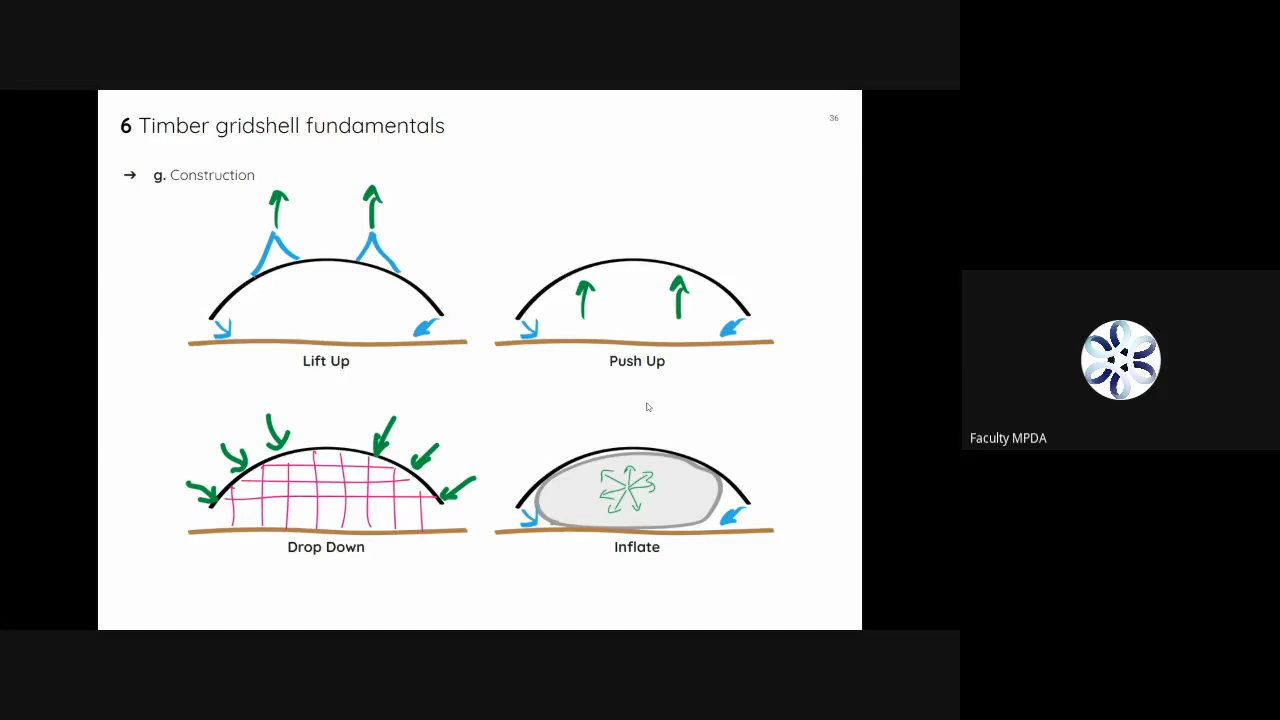 6 Timber gridshell fundamentals
36
➔ g. Construction
Lift Up
Push Up
Drop Down
Inflate
Faculty MPDA